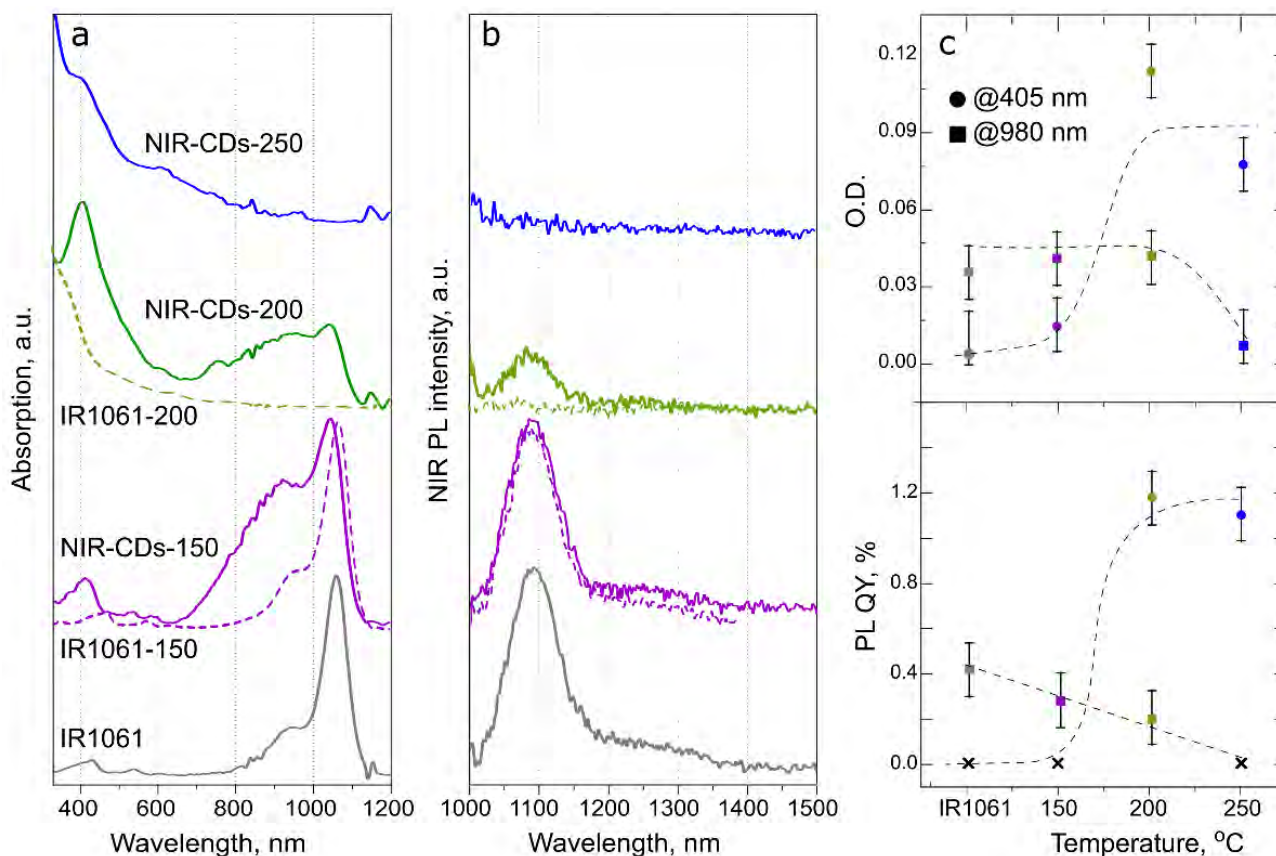 a
NIR-CDs-250
NIR-CDs-200
IR1061-200
NIR-CDs-150
IR1061-150
IR1061
Absorption, a.u.
400 600 800 1000 1200
Wavelength, nm
b
NIR PL intensity, a.u.
1000 1100 1200 1300 1400 1500
Wavelength, nm
c
@405 nm
@980 nm
O.D.
0.12
0.09
0.06
0.03
0.00
PL QY, %
1.2
0.8
0.4
0.0
IR1061 150 200 250
Temperature, °C